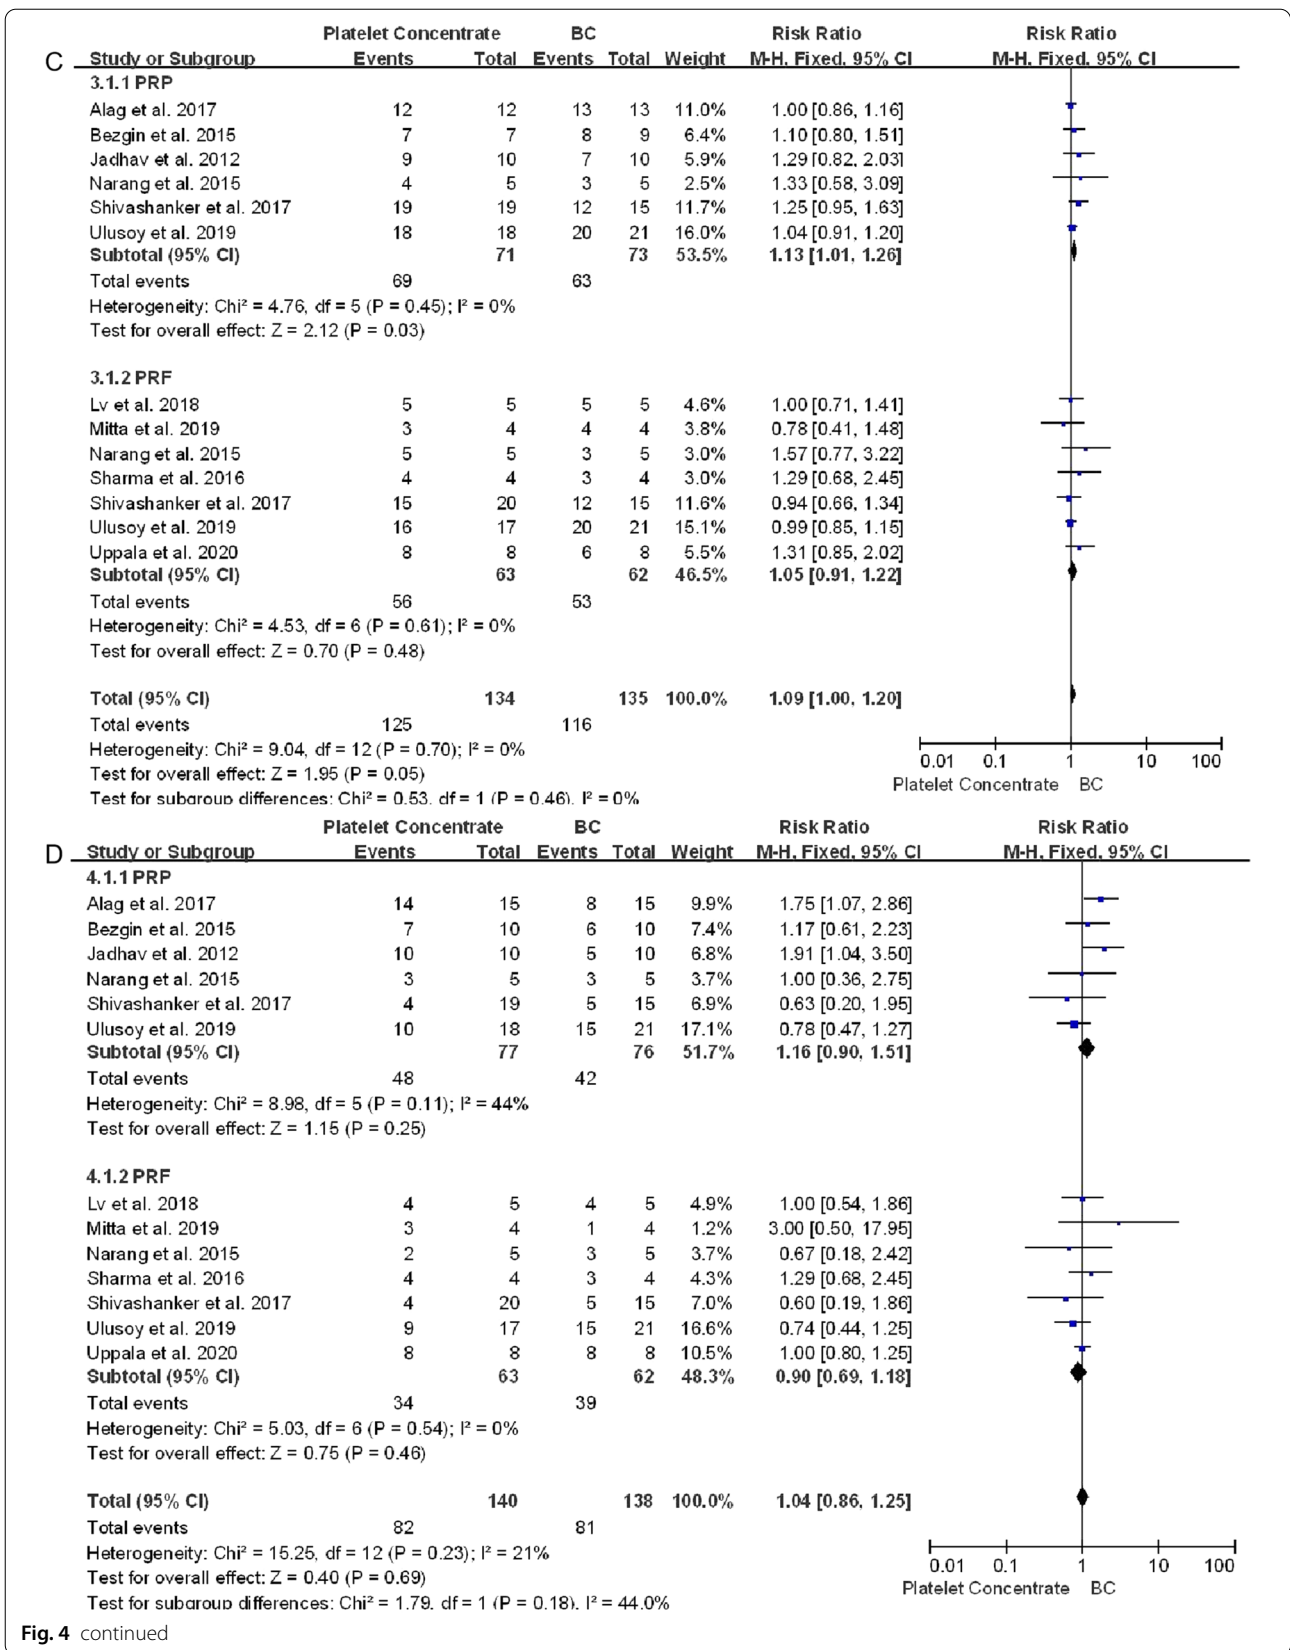 Platelet Concentrate BC Risk Ratio Risk Ratio
C Study or Subgroup Events Total Events Total Weight M-H, Fixed, 95% CI M-H, Fixed, 95% CI
3.1.1 PRP
Alag et al. 2017 12 12 13 13 11.0% 1.00 [0.86, 1.16]
Bezgin et al. 2015 7 7 8 9 6.4% 1.10 [0.80, 1.51]
Jadhav et al. 2012 9 10 7 10 5.9% 1.29 [0.82, 2.03]
Narang et al. 2015 4 5 3 5 2.5% 1.33 [0.58, 3.09]
Shivashanker et al. 2017 19 19 12 15 11.7% 1.25 [0.95, 1.63]
Ulusoy et al. 2019 18 18 20 21 16.0% 1.04 [0.91, 1.20]
Subtotal (95% CI) 71 73 53.5% 1.13 [1.01, 1.26]
Total events 69 63
Heterogeneity: Chi² = 4.76, df = 5 (P = 0.45); I² = 0%
Test for overall effect: Z = 2.12 (P = 0.03)
3.1.2 PRF
Lv et al. 2018 5 5 5 5 4.6% 1.00 [0.71, 1.41]
Mitta et al. 2019 3 4 4 4 3.8% 0.78 [0.41, 1.48]
Narang et al. 2015 5 5 3 5 3.0% 1.57 [0.77, 3.22]
Sharma et al. 2016 4 4 3 4 3.0% 1.29 [0.68, 2.45]
Shivashanker et al. 2017 15 20 12 15 11.6% 0.94 [0.66, 1.34]
Ulusoy et al. 2019 16 17 20 21 15.1% 0.99 [0.85, 1.15]
Uppala et al. 2020 8 8 6 8 5.5% 1.31 [0.85, 2.02]
Subtotal (95% CI) 63 62 46.5% 1.05 [0.91, 1.22]
Total events 56 53
Heterogeneity: Chi² = 4.53, df = 6 (P = 0.61); I² = 0%
Test for overall effect: Z = 0.70 (P = 0.48)
Total (95% CI) 134 135 100.0% 1.09 [1.00, 1.20]
Total events 125 116
Heterogeneity: Chi² = 9.04, df = 12 (P = 0.70); I² = 0%
Test for overall effect: Z = 1.95 (P = 0.05)
Test for subgroup differences: Chi² = 0.53, df = 1 (P = 0.46), I² = 0%
0.01 0.1 1 10 100
Platelet Concentrate BC
Platelet Concentrate BC Risk Ratio Risk Ratio
D Study or Subgroup Events Total Events Total Weight M-H, Fixed, 95% CI M-H, Fixed, 95% CI
4.1.1 PRP
Alag et al. 2017 14 15 8 15 9.9% 1.75 [1.07, 2.86]
Bezgin et al. 2015 7 10 6 10 7.4% 1.17 [0.61, 2.23]
Jadhav et al. 2012 10 10 5 10 6.8% 1.91 [1.04, 3.50]
Narang et al. 2015 3 5 3 5 3.7% 1.00 [0.36, 2.75]
Shivashanker et al. 2017 4 19 5 15 6.9% 0.63 [0.20, 1.95]
Ulusoy et al. 2019 10 18 15 21 17.1% 0.78 [0.47, 1.27]
Subtotal (95% CI) 77 76 51.7% 1.16 [0.90, 1.51]
Total events 48 42
Heterogeneity: Chi² = 8.98, df = 5 (P = 0.11); I² = 44%
Test for overall effect: Z = 1.15 (P = 0.25)
4.1.2 PRF
Lv et al. 2018 4 5 4 5 4.9% 1.00 [0.54, 1.86]
Mitta et al. 2019 3 4 1 4 1.2% 3.00 [0.50, 17.95]
Narang et al. 2015 2 5 3 5 3.7% 0.67 [0.18, 2.42]
Sharma et al. 2016 4 4 3 4 4.3% 1.29 [0.68, 2.45]
Shivashanker et al. 2017 4 20 5 15 7.0% 0.60 [0.19, 1.86]
Ulusoy et al. 2019 9 17 15 21 16.6% 0.74 [0.44, 1.25]
Uppala et al. 2020 8 8 8 8 10.5% 1.00 [0.80, 1.25]
Subtotal (95% CI) 63 62 48.3% 0.90 [0.69, 1.18]
Total events 34 39
Heterogeneity: Chi² = 5.03, df = 6 (P = 0.54); I² = 0%
Test for overall effect: Z = 0.75 (P = 0.46)
Total (95% CI) 140 138 100.0% 1.04 [0.86, 1.25]
Total events 82 81
Heterogeneity: Chi² = 15.25, df = 12 (P = 0.23); I² = 21%
Test for overall effect: Z = 0.40 (P = 0.69)
Test for subgroup differences: Chi² = 1.79, df = 1 (P = 0.18), I² = 44.0%
0.01 0.1 1 10 100
Platelet Concentrate BC
Fig. 4 continued